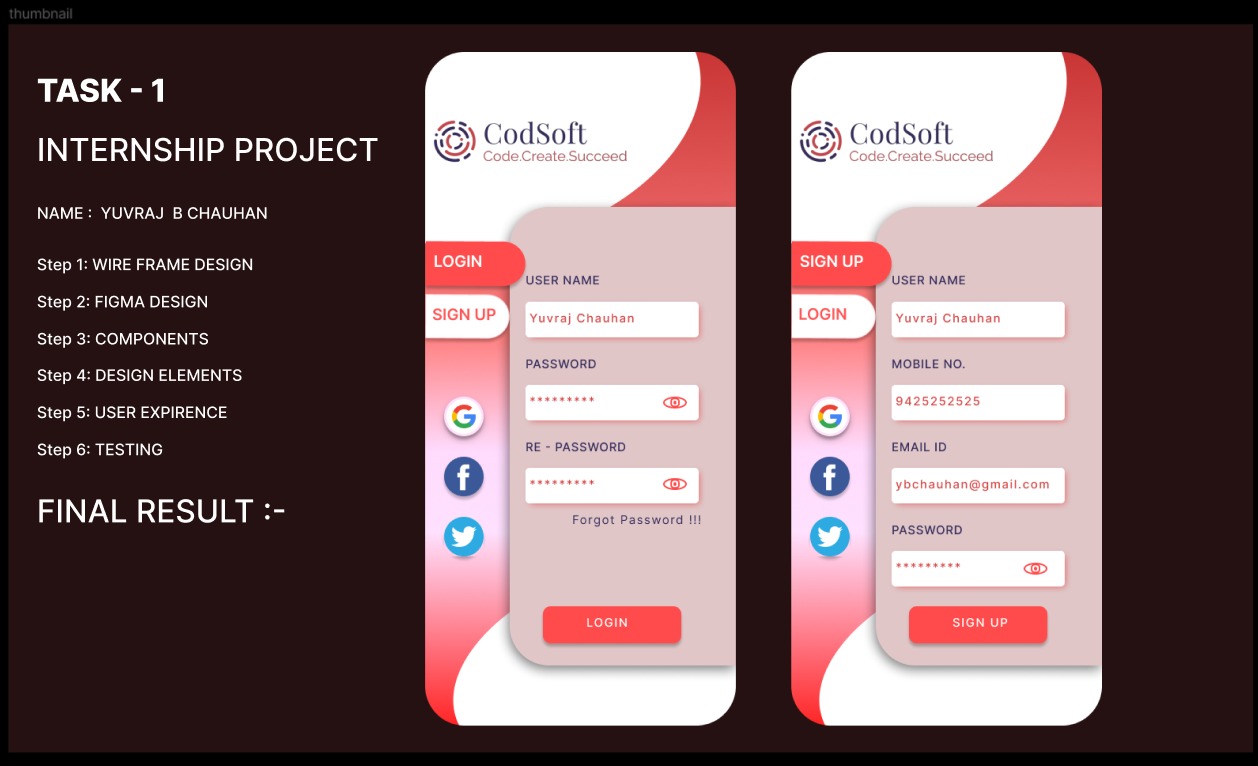 thumbnail
TASK - 1
INTERNSHIP PROJECT
NAME : YUVRAJ B CHAUHAN
Step 1: WIRE FRAME DESIGN
Step 2: FIGMA DESIGN
Step 3: COMPONENTS
Step 4: DESIGN ELEMENTS
Step 5: USER EXPIRENCE
Step 6: TESTING
FINAL RESULT :-
CodSoft
Code.Create.Succeed
LOGIN
SIGN UP
USER NAME
Yuvraj Chauhan
PASSWORD
*********
RE - PASSWORD
*********
Forgot Password !!!
LOGIN
CodSoft
Code.Create.Succeed
SIGN UP
LOGIN
USER NAME
Yuvraj Chauhan
MOBILE NO.
9425252525
EMAIL ID
ybchauhan@gmail.com
PASSWORD
*********
SIGN UP